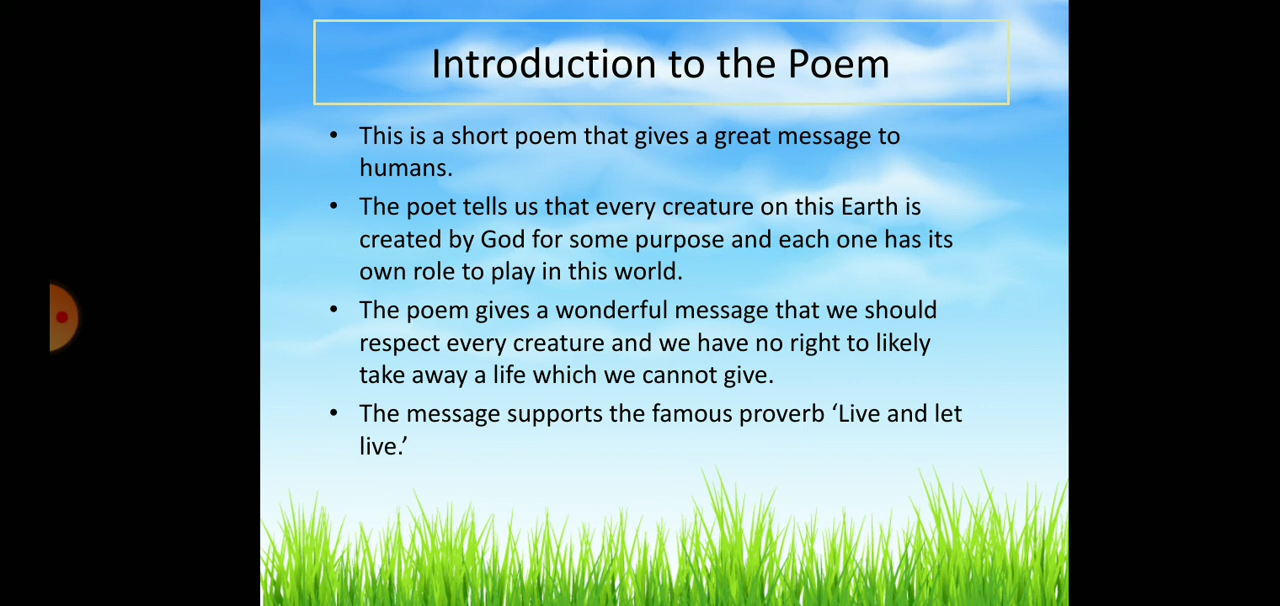 Introduction to the Poem
• This is a short poem that gives a great message to
humans.
• The poet tells us that every creature on this Earth is
created by God for some purpose and each one has its
own role to play in this world.
• The poem gives a wonderful message that we should
respect every creature and we have no right to likely
take away a life which we cannot give.
• The message supports the famous proverb ‘Live and let
live.’